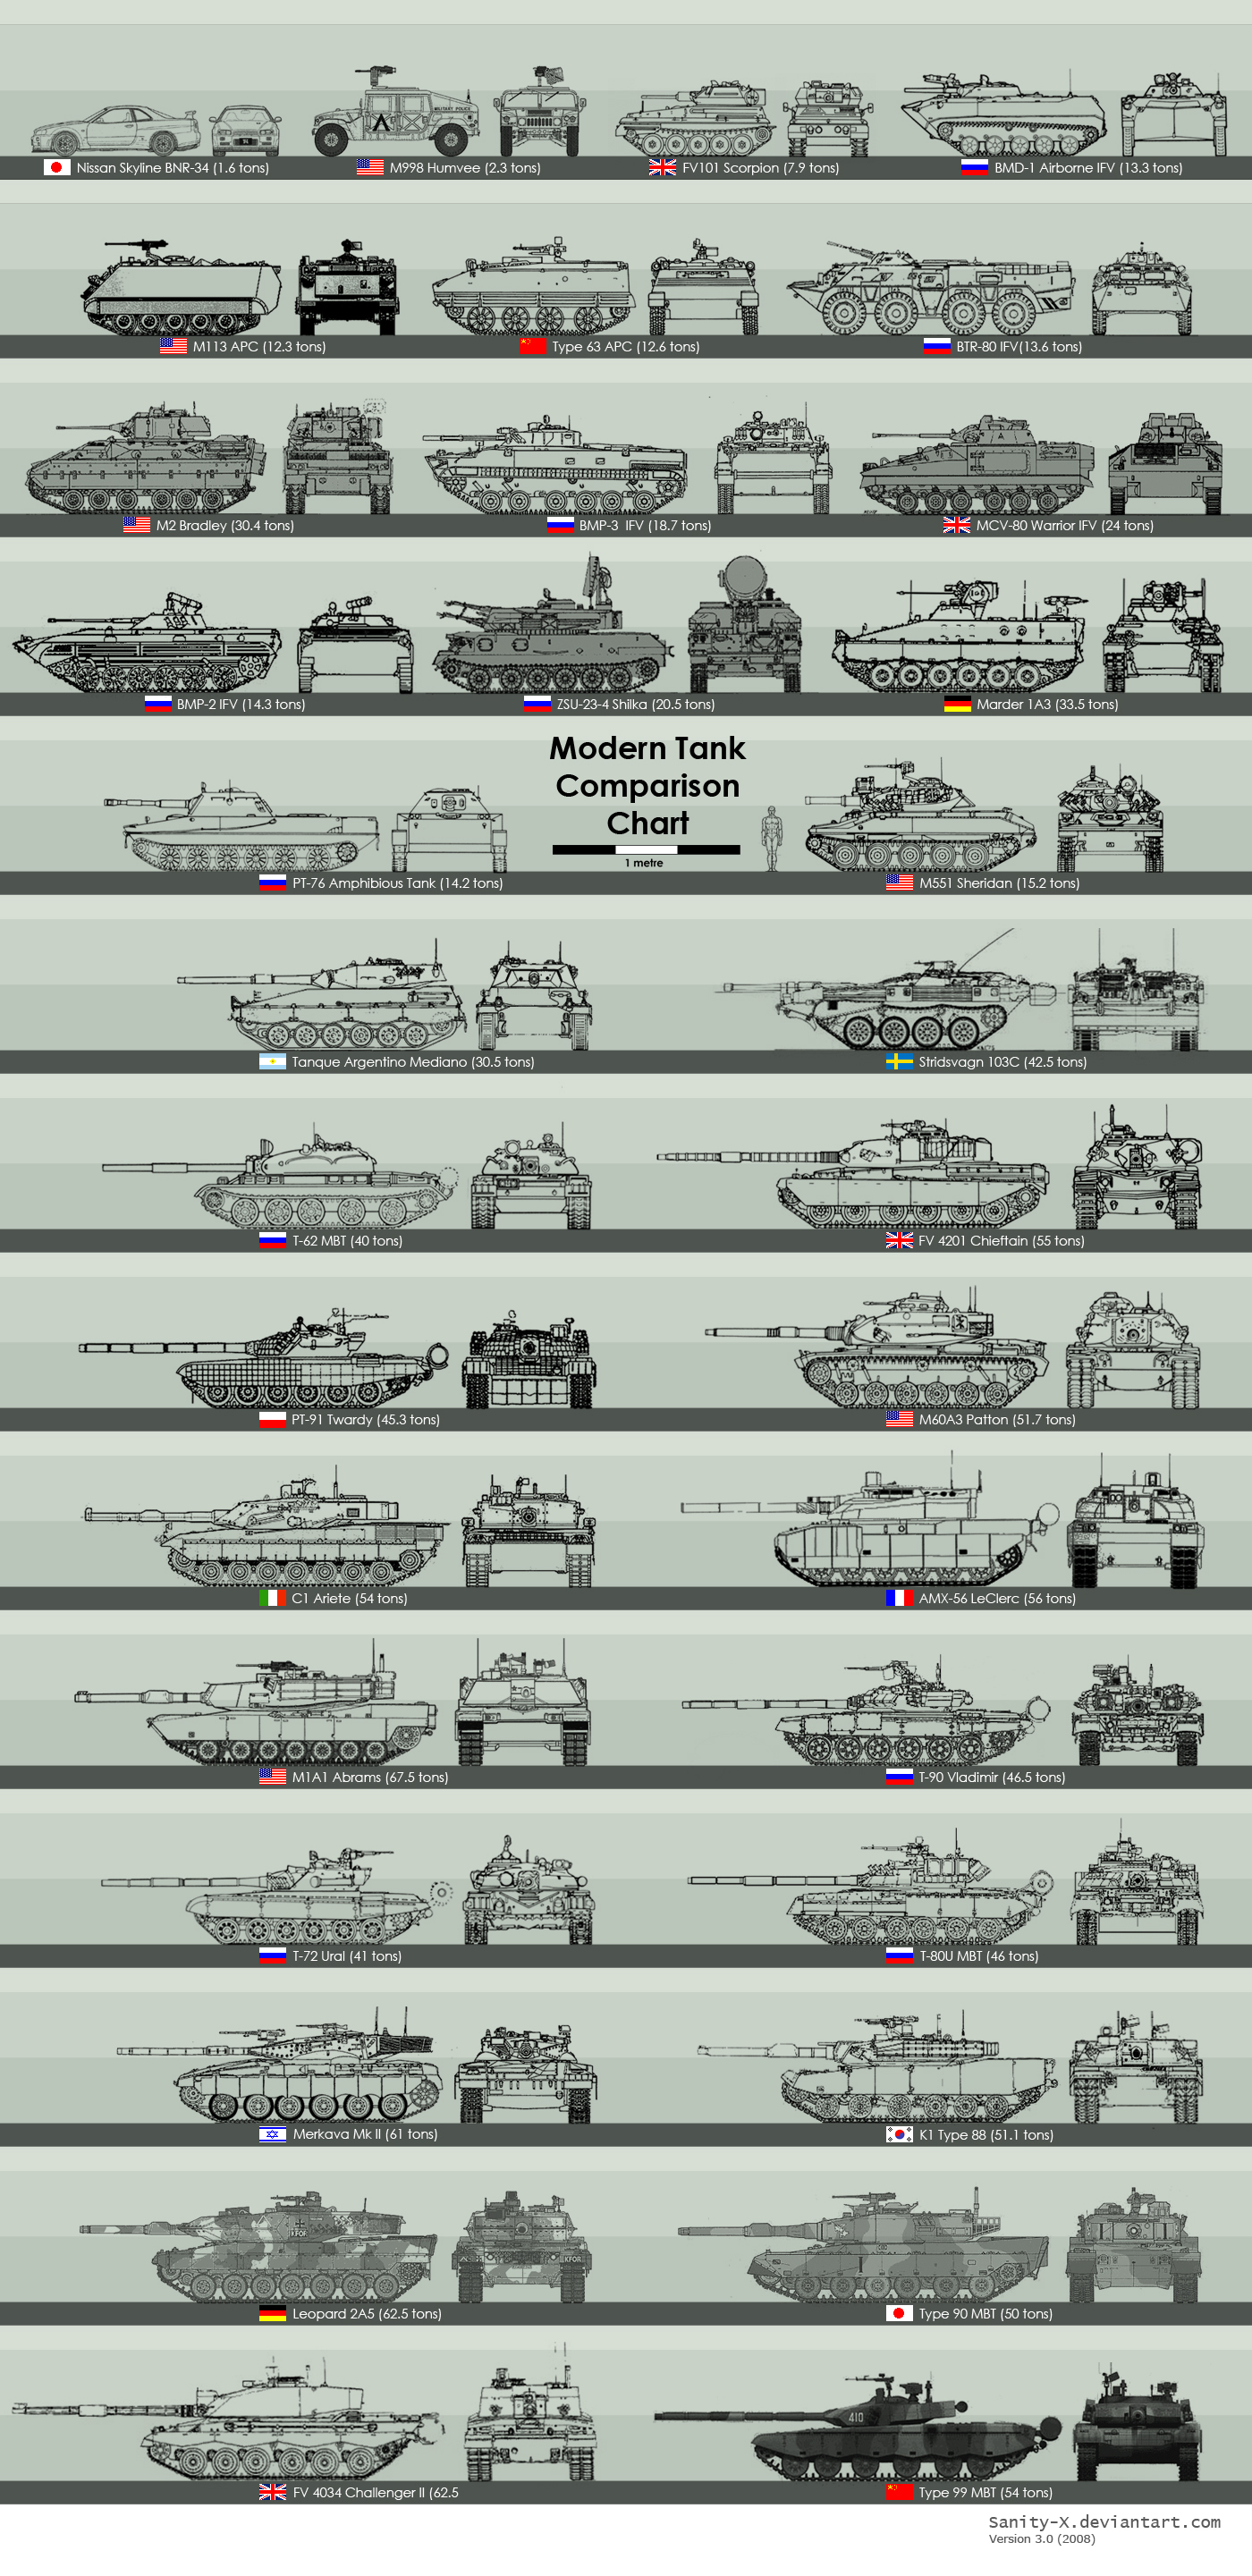 MILITARY POLICE
Nissan Skyline BNR-34 (1.6 tons)
M998 Humvee (2.3 tons)
FV101 Scorpion (7.9 tons)
BMD-1 Airborne IFV (13.3 tons)
M113 APC (12.3 tons)
Type 63 APC (12.6 tons)
BTR-80 IFV(13.6 tons)
M2 Bradley (30.4 tons)
BMP-3 IFV (18.7 tons)
MCV-80 Warrior IFV (24 tons)
BMP-2 IFV (14.3 tons)
ZSU-23-4 Shilka (20.5 tons)
Marder 1A3 (33.5 tons)
Modern Tank
Comparison
Chart
1 metre
PT-76 Amphibious Tank (14.2 tons)
M551 Sheridan (15.2 tons)
Tanque Argentino Mediano (30.5 tons)
Stridsvagn 103C (42.5 tons)
T-62 MBT (40 tons)
FV 4201 Chieftain (55 tons)
PT-91 Twardy (45.3 tons)
M60A3 Patton (51.7 tons)
C1 Ariete (54 tons)
AMX-56 LeClerc (56 tons)
M1A1 Abrams (67.5 tons)
T-90 Vladimir (46.5 tons)
T-72 Ural (41 tons)
T-80U MBT (46 tons)
Merkava Mk II (61 tons)
K1 Type 88 (51.1 tons)
KFOR
KFOR
Leopard 2A5 (62.5 tons)
Type 90 MBT (50 tons)
410
FV 4034 Challenger II (62.5
Type 99 MBT (54 tons)
Sanity-X.deviantart.com
Version 3.0 (2008)